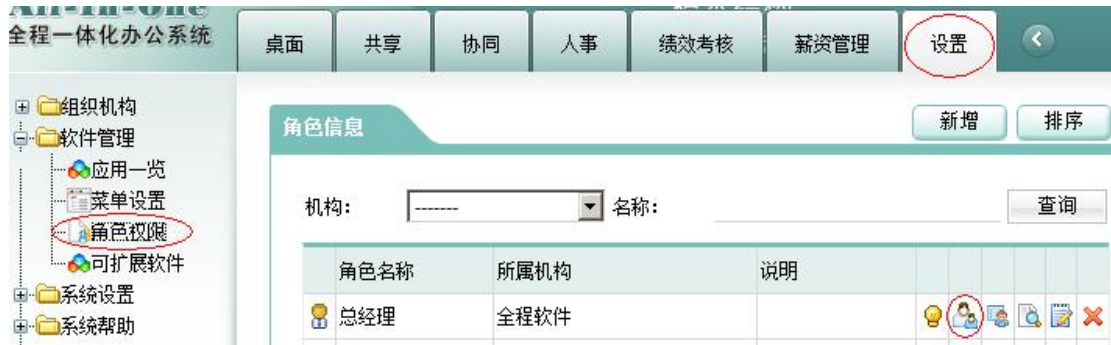 All-In-One
全程一体化办公系统
桌面
共享
协同
人事
绩效考核
薪资管理
设置
组织机构
软件管理
应用一览
菜单设置
角色权限
可扩展软件
系统设置
系统帮助
角色信息
新增
排序
机构: ------- 名称:
查询
角色名称 所属机构 说明
总经理 全程软件